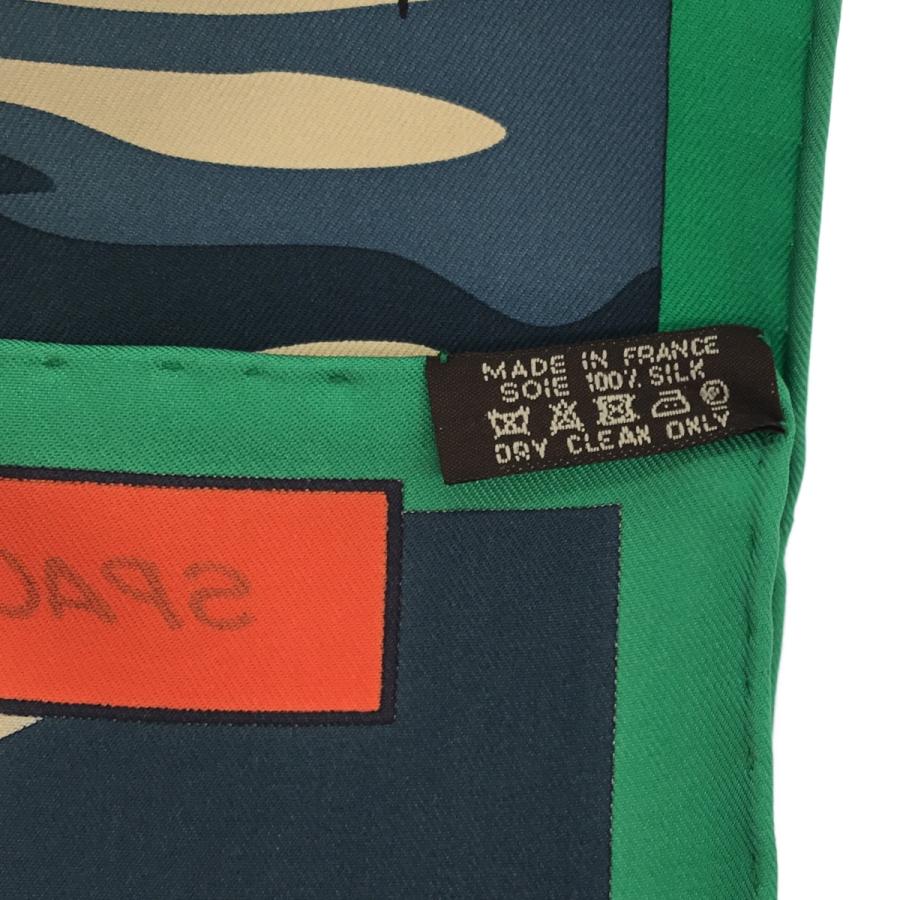 MADE IN FRANCE
SOIE 100% SILK
DRY CLEAN ONLY
SPAC